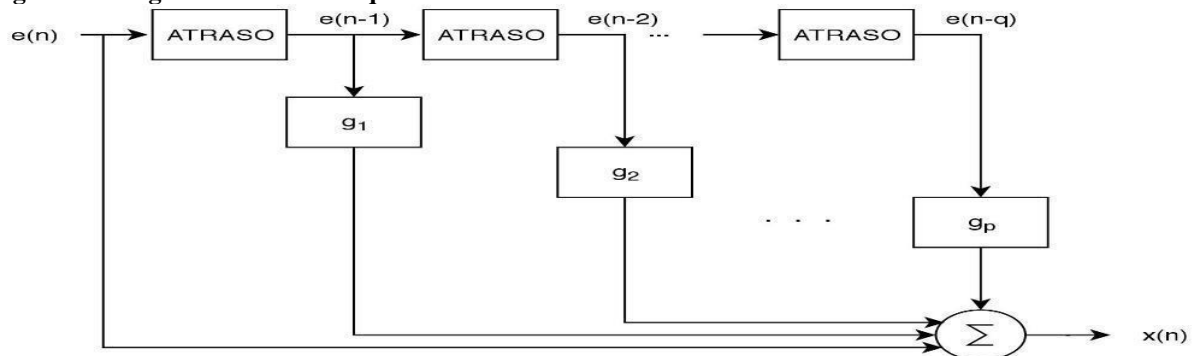 e(n-1) e(n-2) e(n-q)
e(n) ATRASO ATRASO ... ATRASO
g1
g2
. . .
gp
Σ x(n)